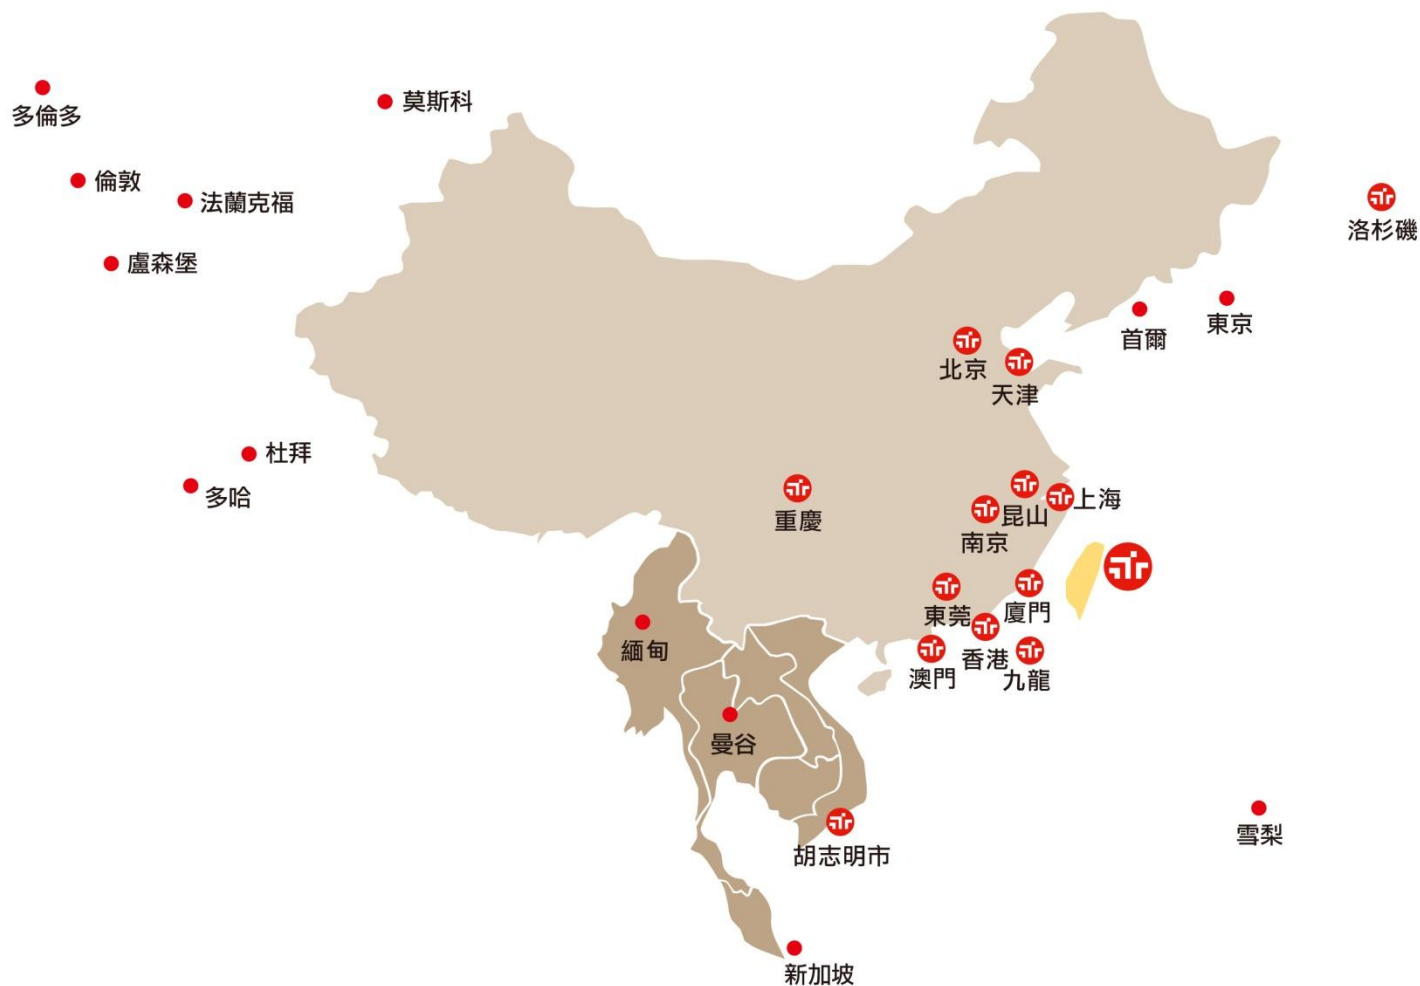 多倫多
莫斯科
倫敦
法蘭克福
洛杉磯
盧森堡
東京
首爾
北京
天津
杜拜
多哈
上海
昆山
重慶
南京
廈門
東莞
緬甸
香港
澳門
九龍
曼谷
雪梨
胡志明市
新加坡